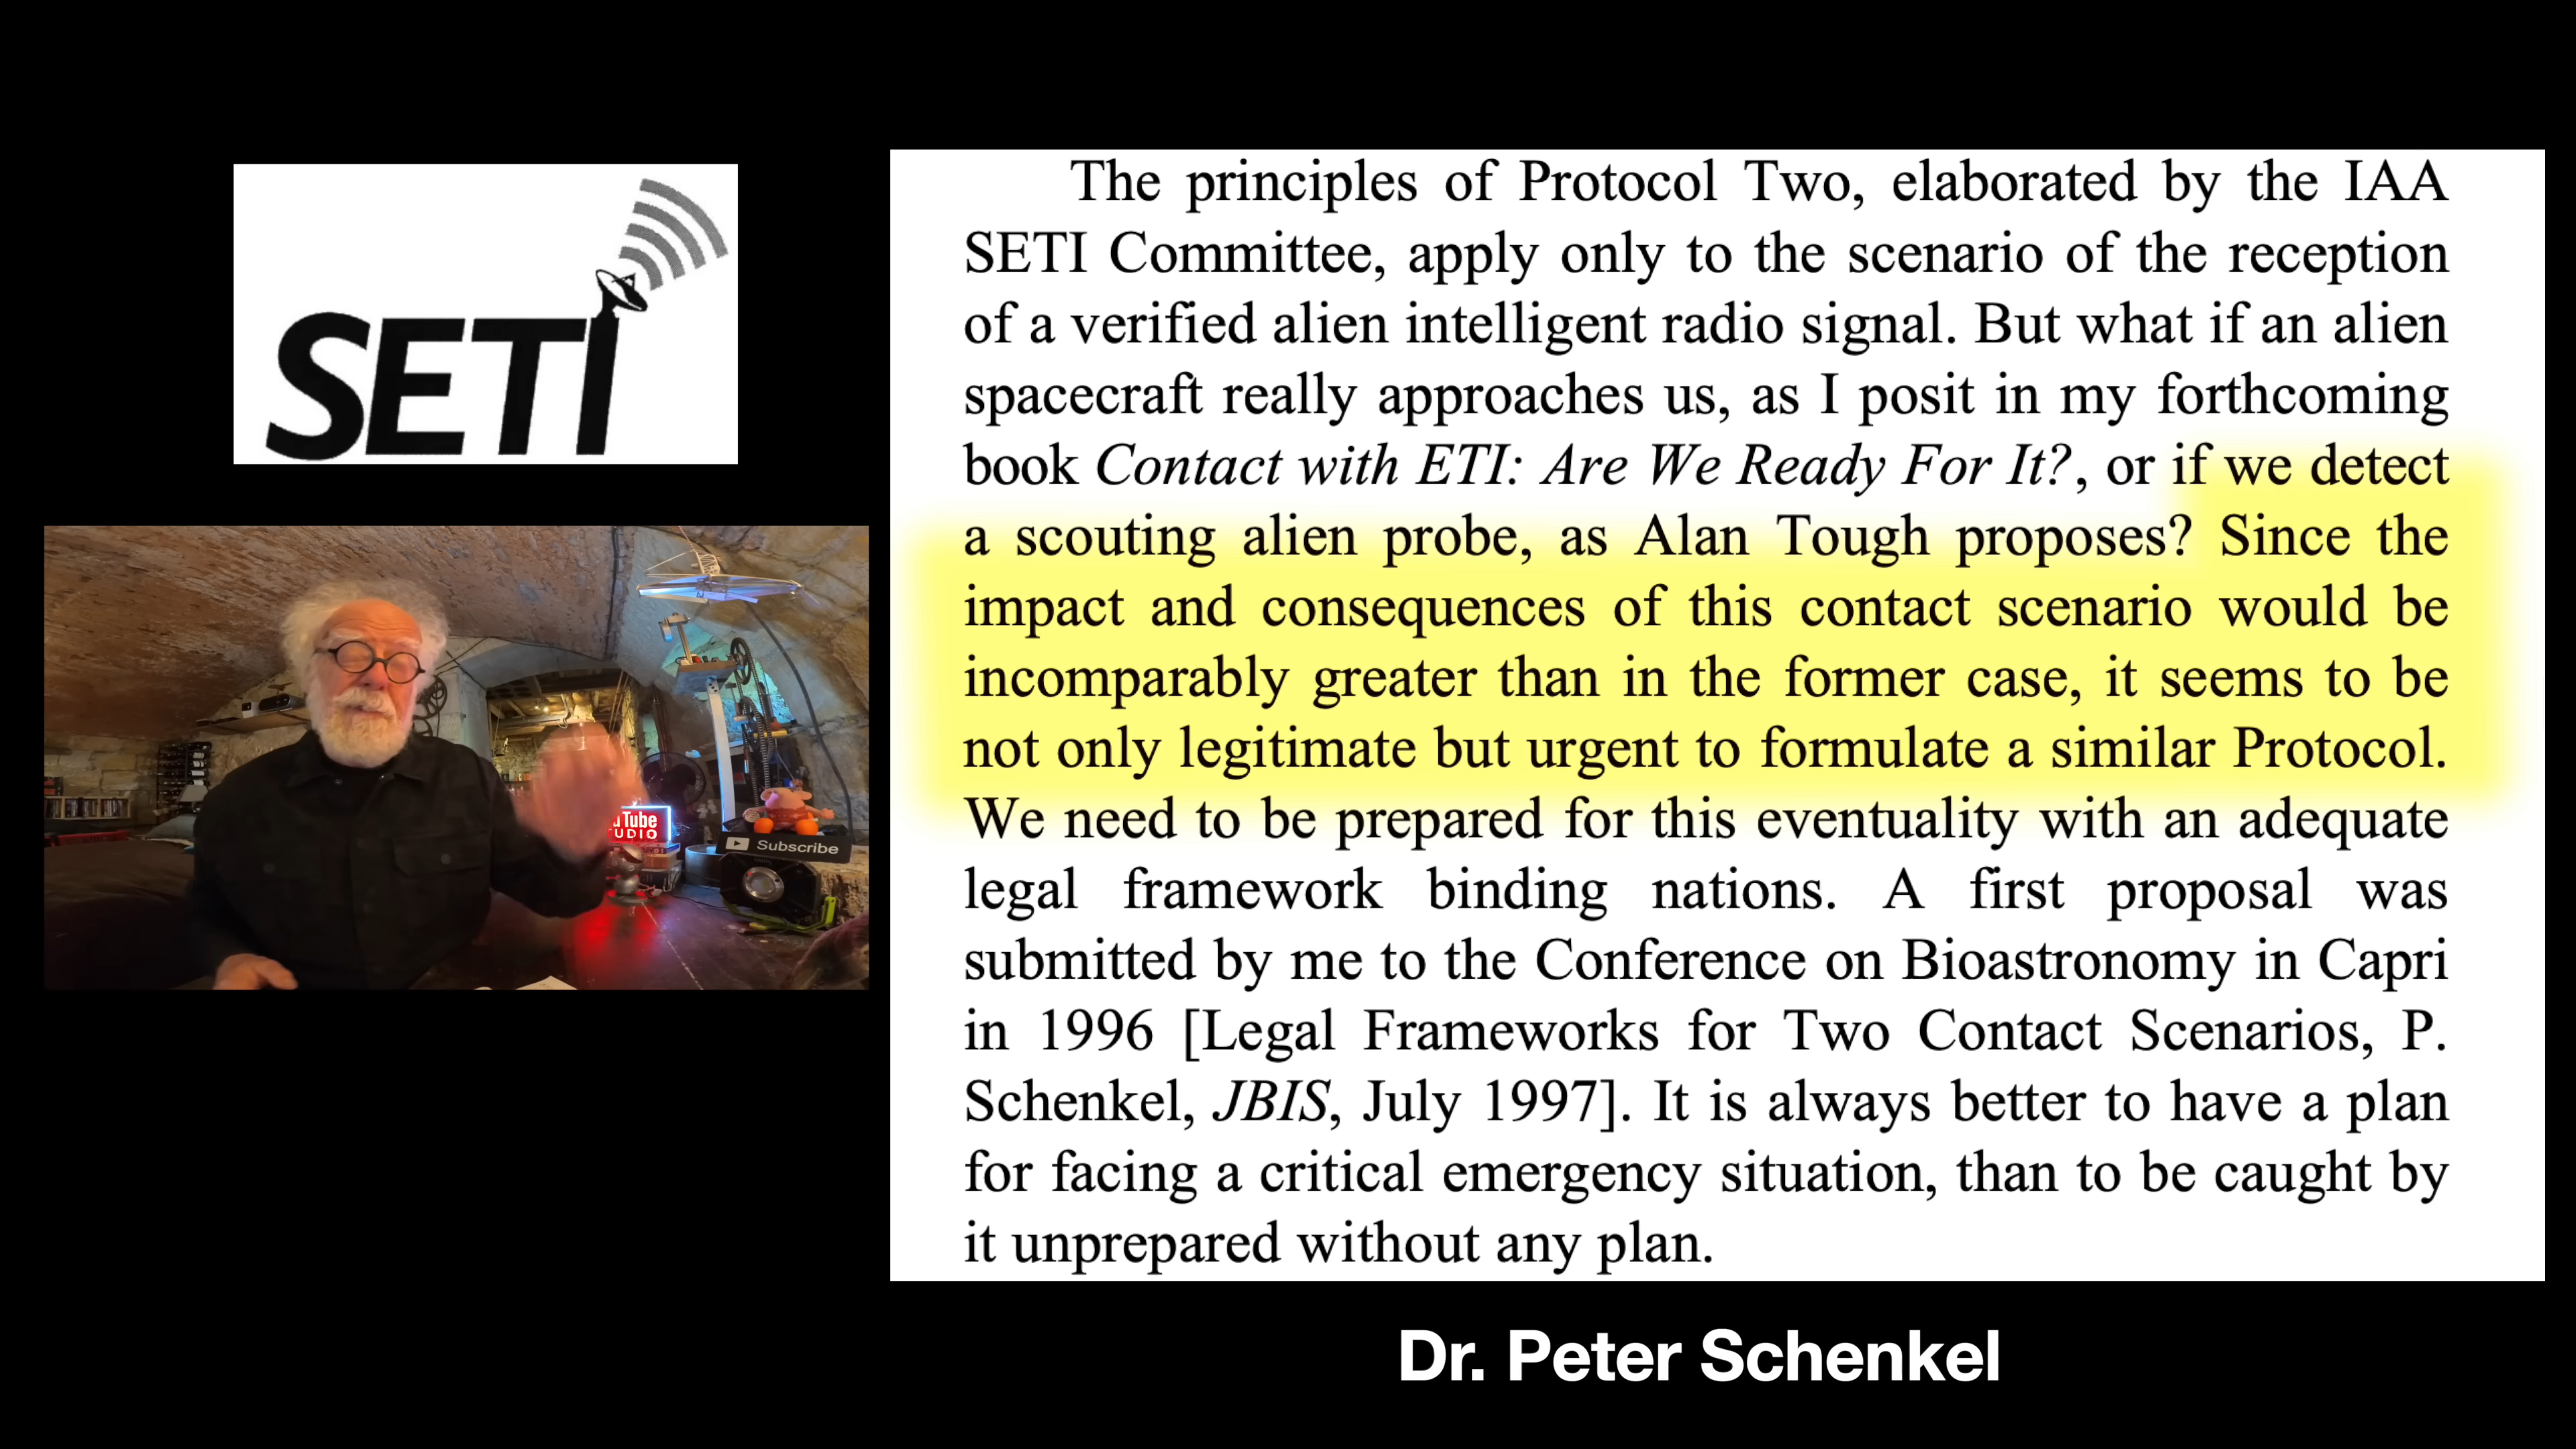 SETI
The principles of Protocol Two, elaborated by the IAA
SETI Committee, apply only to the scenario of the reception
of a verified alien intelligent radio signal. But what if an alien
spacecraft really approaches us, as I posit in my forthcoming
book Contact with ETI: Are We Ready For It?, or if we detect
a scouting alien probe, as Alan Tough proposes? Since the
impact and consequences of this contact scenario would be
incomparably greater than in the former case, it seems to be
not only legitimate but urgent to formulate a similar Protocol.
We need to be prepared for this eventuality with an adequate
legal framework binding nations. A first proposal was
submitted by me to the Conference on Bioastronomy in Capri
in 1996 [Legal Frameworks for Two Contact Scenarios, P.
Schenkel, JBIS, July 1997]. It is always better to have a plan
for facing a critical emergency situation, than to be caught by
it unprepared without any plan.
Tube
UDIO
Subscribe
Dr. Peter Schenkel